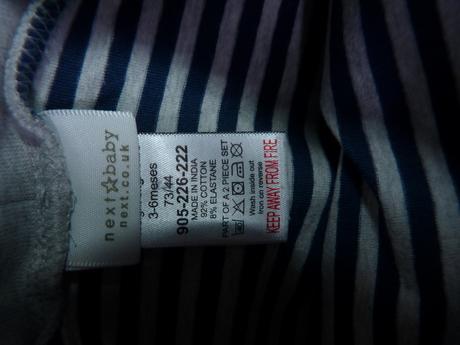 next☆baby
next.co.uk
3-6meses
73/44
905-226-222
MADE IN INDIA
92% COTTON
8% ELASTANE
PART OF A 2 PIECE SET
Wash inside out
Iron on reverse
KEEP AWAY FROM FIRE